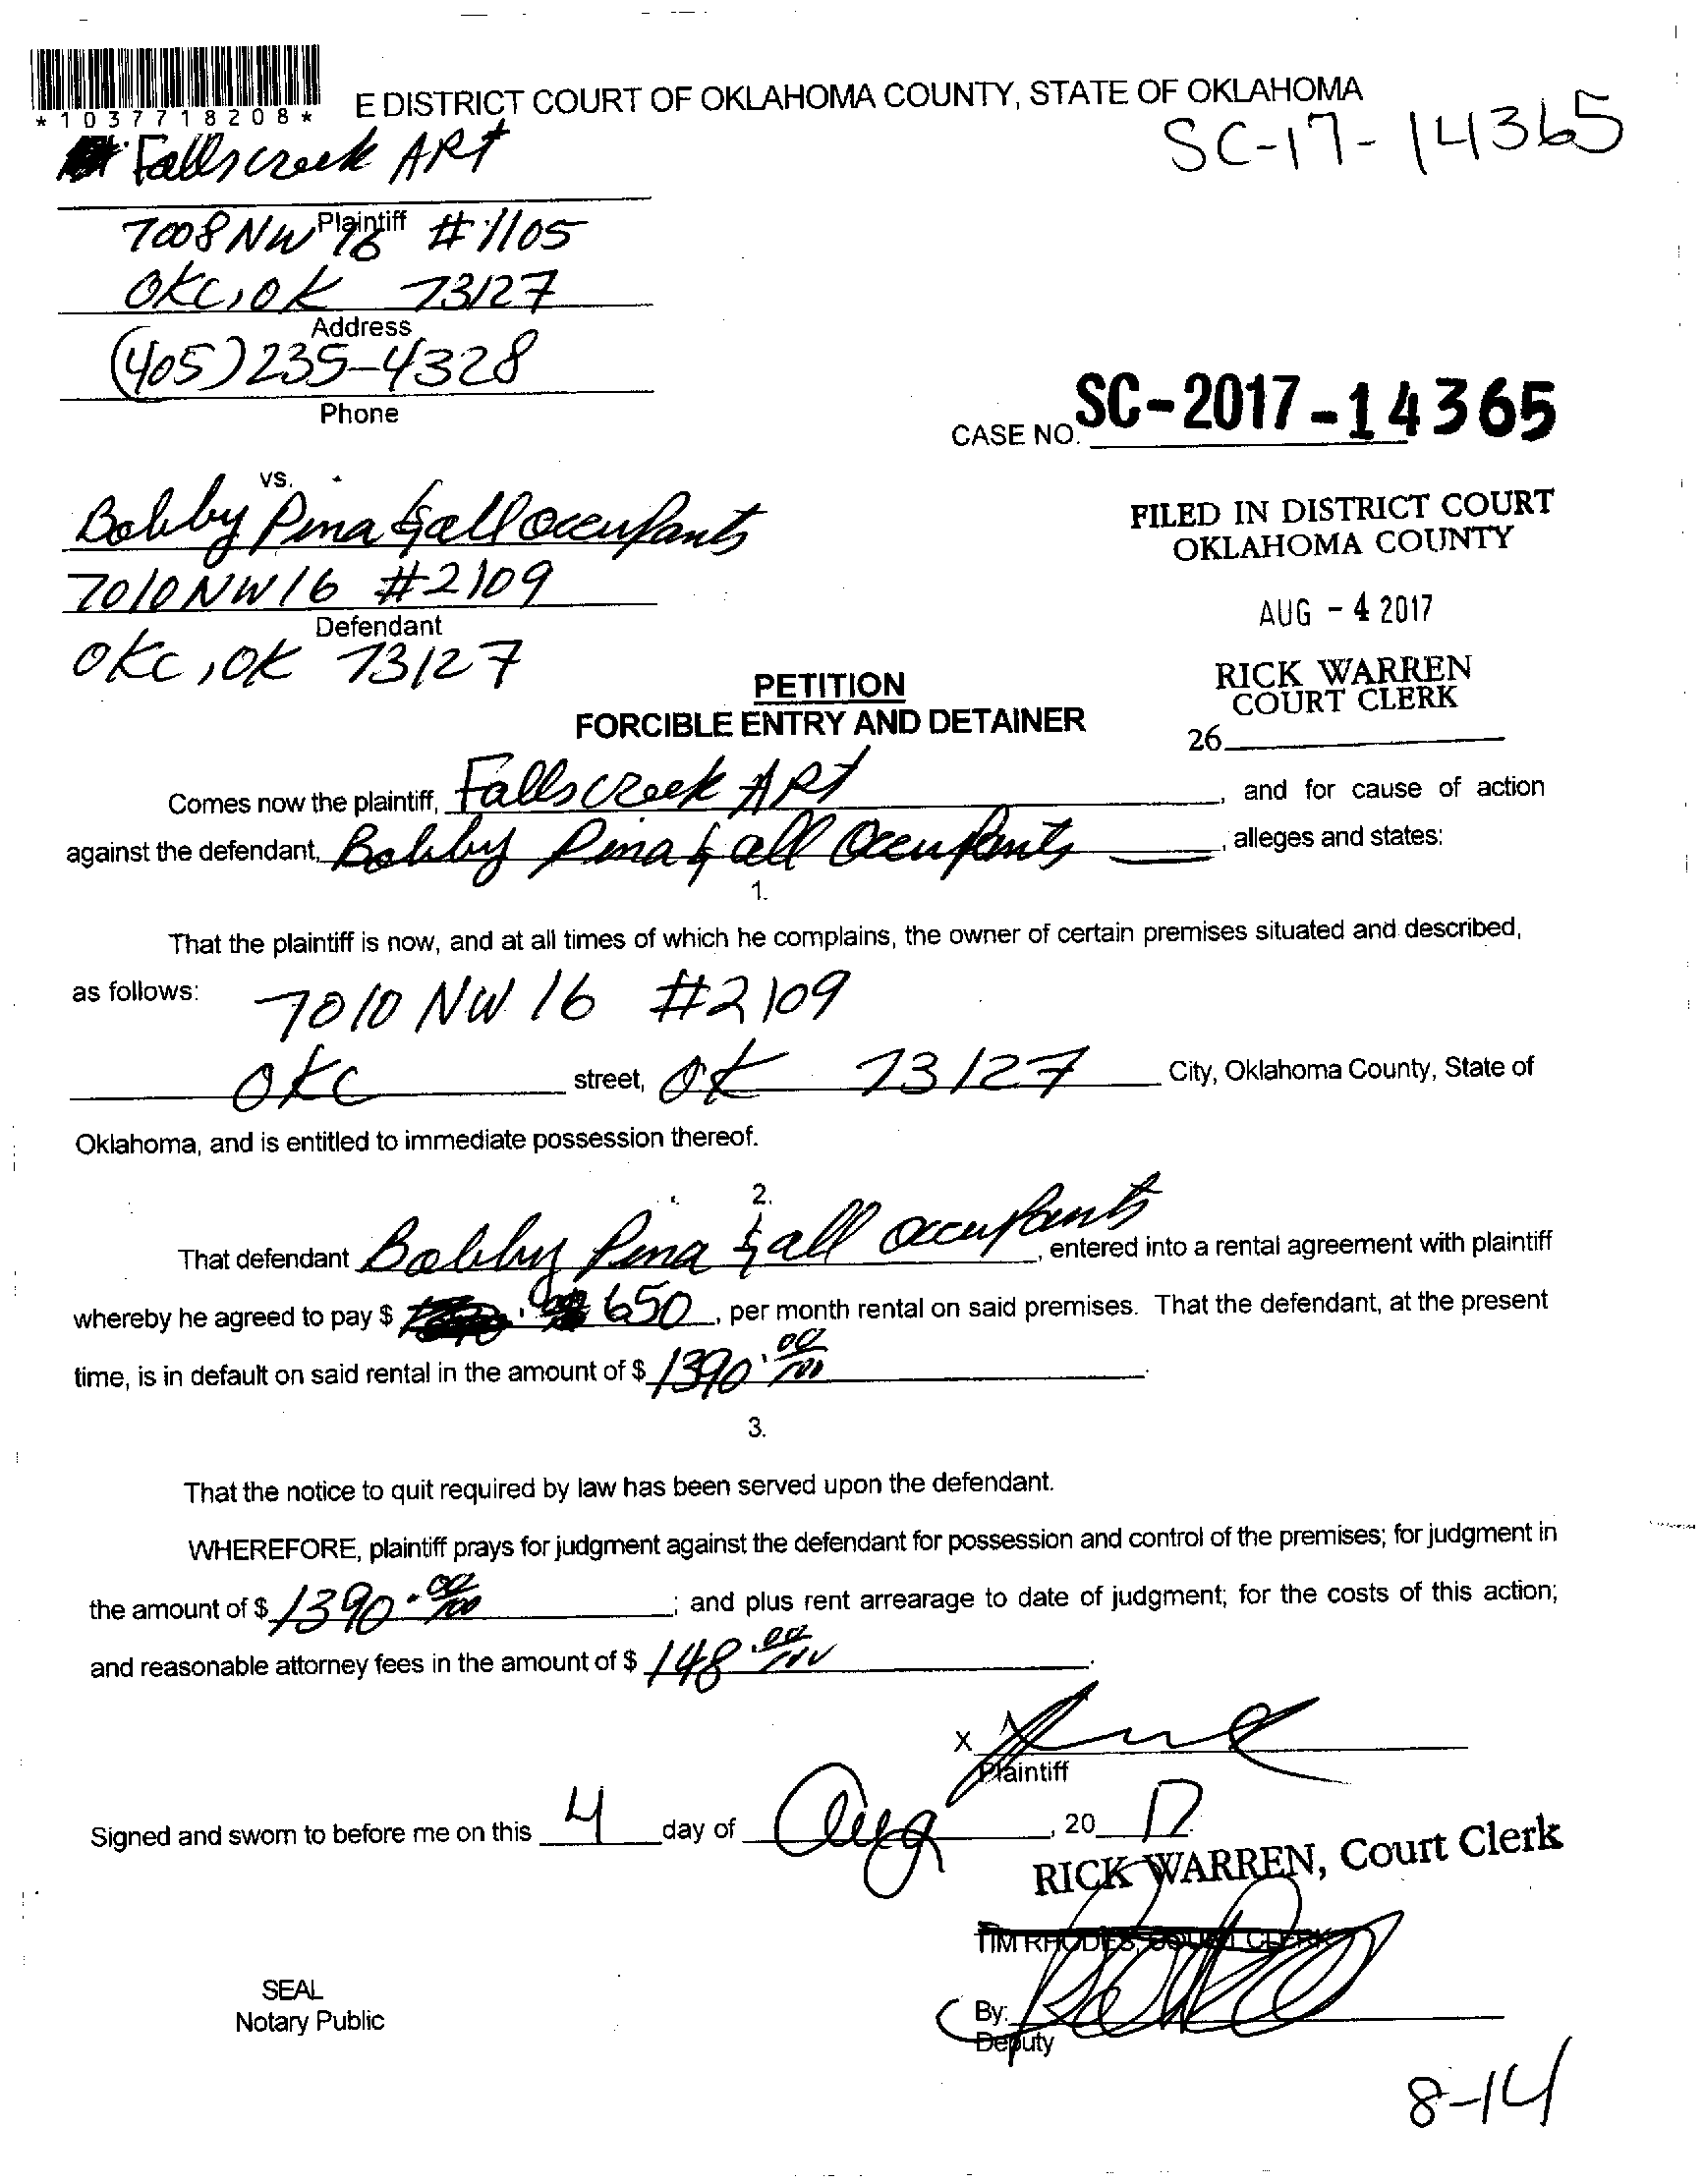 *1037718208*
E DISTRICT COURT OF OKLAHOMA COUNTY, STATE OF OKLAHOMA
SC-17-14365
Fallscreek APt
Plaintiff
7008 NW 16 #1105
OKC, OK 73127
Address
(405) 235-4328
Phone
CASE NO. SC-2017-14365
vs.
Bobby Pina & all occupants
7010 NW 16 #2109
Defendant
OKC, OK 73127
FILED IN DISTRICT COURT
OKLAHOMA COUNTY
AUG - 4 2017
RICK WARREN
COURT CLERK
26
PETITION
FORCIBLE ENTRY AND DETAINER
Comes now the plaintiff, Fallscreek APt, and for cause of action
against the defendant, Bobby Pina & all Occupants, alleges and states:
1.
That the plaintiff is now, and at all times of which he complains, the owner of certain premises situated and described,
as follows: 7010 NW 16 #2109
OKC street, OK 73127 City, Oklahoma County, State of
Oklahoma, and is entitled to immediate possession thereof.
2.
That defendant Bobby Pina & all occupants, entered into a rental agreement with plaintiff
whereby he agreed to pay $ 650, per month rental on said premises. That the defendant, at the present
time, is in default on said rental in the amount of $ 1390.00/100.
3.
That the notice to quit required by law has been served upon the defendant.
WHEREFORE, plaintiff prays for judgment against the defendant for possession and control of the premises; for judgment in
the amount of $ 1390.00/100; and plus rent arrearage to date of judgment; for the costs of this action;
and reasonable attorney fees in the amount of $ 148.00/100.
X
Plaintiff
Signed and sworn to before me on this 4 day of Aug, 20 17
RICK WARREN, Court Clerk
TIM RHODES, COURT CLERK
SEAL
Notary Public
By:
Deputy
8-14